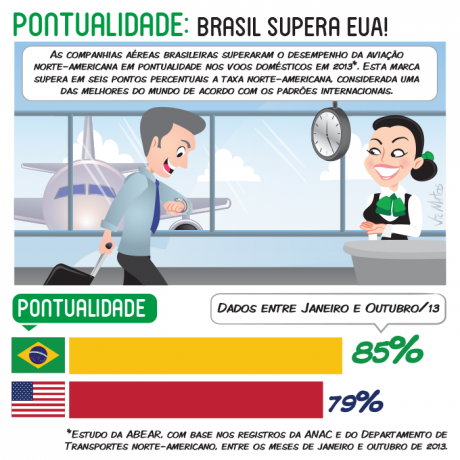 PONTUALIDADE: BRASIL SUPERA EUA!
AS COMPANHIAS AÉREAS BRASILEIRAS SUPERARAM O DESEMPENHO DA AVIAÇÃO
NORTE-AMERICANA EM PONTUALIDADE NOS VOOS DOMÉSTICOS EM 2013*. ESTA MARCA
SUPERA EM SEIS PONTOS PERCENTUAIS A TAXA NORTE-AMERICANA, CONSIDERADA UMA
DAS MELHORES DO MUNDO DE ACORDO COM OS PADRÕES INTERNACIONAIS.
PONTUALIDADE
DADOS ENTRE JANEIRO E OUTUBRO/13
85%
79%
*ESTUDO DA ABEAR, COM BASE NOS REGISTROS DA ANAC E DO DEPARTAMENTO DE
TRANSPORTES NORTE-AMERICANO, ENTRE OS MESES DE JANEIRO E OUTUBRO DE 2013.